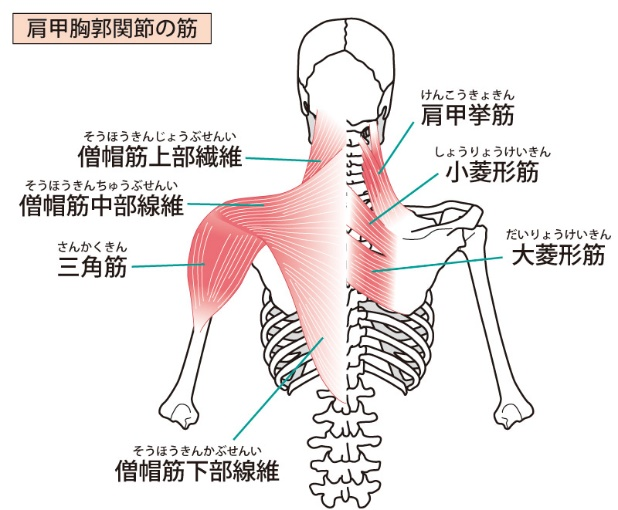 肩甲胸郭関節の筋
そうほうきんじょうぶせんい
僧帽筋上部繊維
そうほうきんちゅうぶせんい
僧帽筋中部線維
さんかくきん
三角筋
そうほうきんかぶせんい
僧帽筋下部線維
けんこうきょきん
肩甲挙筋
しょうりょうけいきん
小菱形筋
だいりょうけいきん
大菱形筋